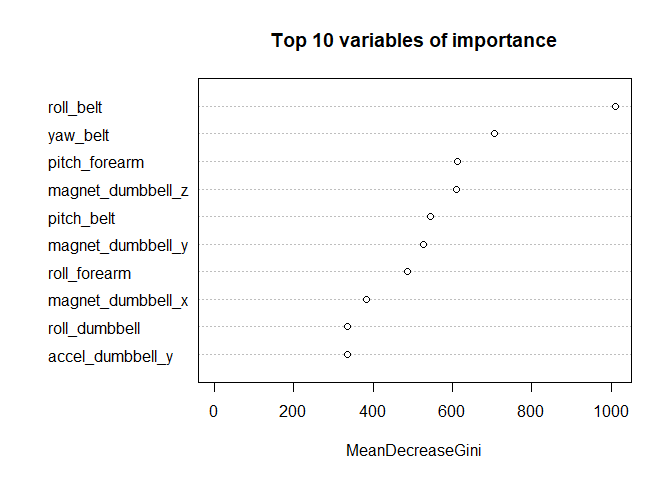 Top 10 variables of importance
roll_belt
yaw_belt
pitch_forearm
magnet_dumbbell_z
pitch_belt
magnet_dumbbell_y
roll_forearm
magnet_dumbbell_x
roll_dumbbell
accel_dumbbell_y
0 200 400 600 800 1000
MeanDecreaseGini